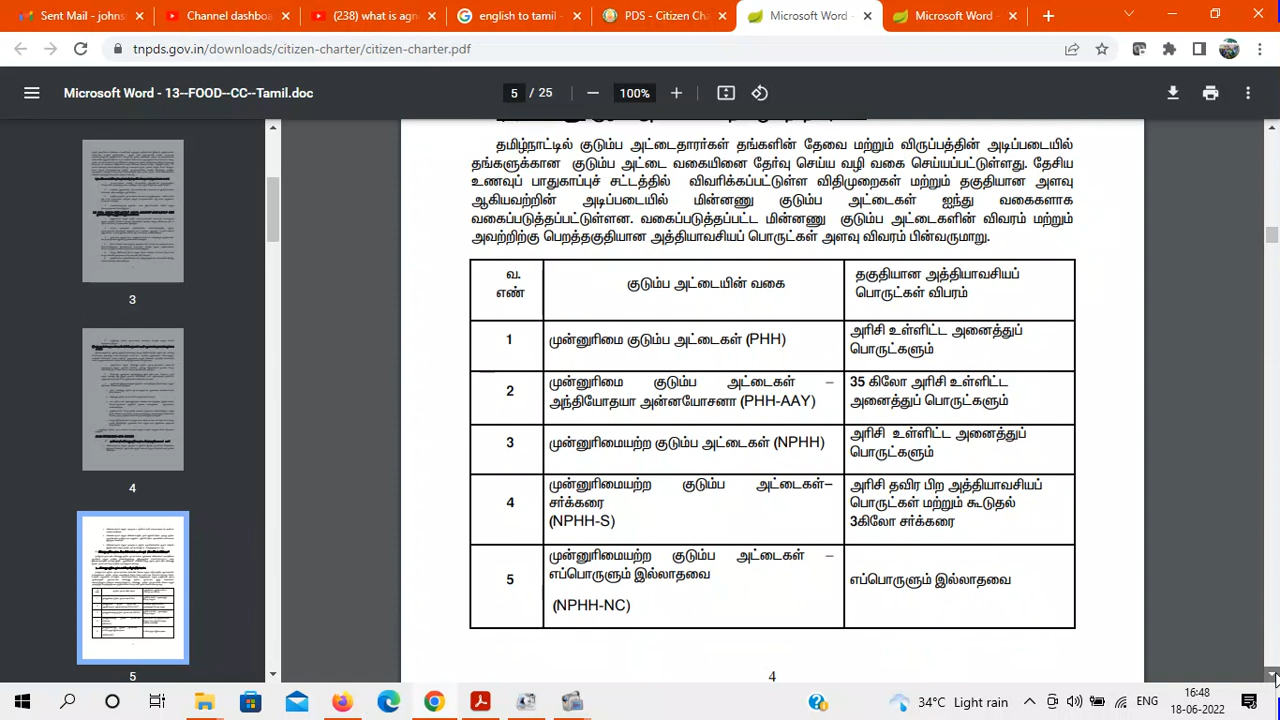 Sent Mail - johns
Channel dashboa
(238) what is agn
english to tamil -
PDS - Citizen Cha
Microsoft Word -
Microsoft Word -
tnpds.gov.in/downloads/citizen-charter/citizen-charter.pdf
Microsoft Word - 13--FOOD--CC--Tamil.doc
5 / 25
100%
தமிழ்நாட்டில் குடும்ப அட்டைதாரர்கள் தங்களின் தேவை மற்றும் விருப்பத்தின் அடிப்படையில்
தங்களுக்கான குடும்ப அட்டை வகையினை தேர்வு செய்ய வழி வகை செய்யப்பட்டுள்ளது. தேசிய
உணவுப் பாதுகாப்புச் சட்டத்தில் விவரிக்கப்பட்டுள்ள விதிமுறைகள் மற்றும் தகுதியான அளவு
ஆகியவற்றின் அடிப்படையில் மின்னணு குடும்ப அட்டைகள் ஐந்து வகைகளாக
வகைப்படுத்தப்பட்டுள்ளன. வகைப்படுத்தப்பட்ட மின்னணு குடும்ப அட்டைகளின் விவரம் மற்றும்
அவற்றிற்கு பெறத்தகுதியான அத்தியாவசியப் பொருட்கள் அளவு விவரம் பின்வருமாறு.
வ.
எண்
குடும்ப அட்டையின் வகை
தகுதியான அத்தியாவசியப்
பொருட்கள் விபரம்
1
முன்னுரிமை குடும்ப அட்டைகள் (PHH)
அரிசி உள்ளிட்ட அனைத்துப்
பொருட்களும்
2
முன்னுரிமை குடும்ப அட்டைகள் –
அந்தியோதயா அன்னயோசனா (PHH-AAY)
35 கிலோ அரிசி உள்ளிட்ட
அனைத்துப் பொருட்களும்
3
முன்னுரிமையற்ற குடும்ப அட்டைகள் (NPHH)
அரிசி உள்ளிட்ட அனைத்துப்
பொருட்களும்
4
முன்னுரிமையற்ற குடும்ப அட்டைகள்–
சர்க்கரை
(NPHH-S)
அரிசி தவிர பிற அத்தியாவசியப்
பொருட்கள் மற்றும் கூடுதல்
3கிலோ சர்க்கரை
5
முன்னுரிமையற்ற குடும்ப அட்டைகள் –
எப்பொருளும் இல்லாதவை
(NPHH-NC)
எப்பொருளும் இல்லாதவை
4
3
4
5
34°C Light rain
ENG
16:48
18-06-2022